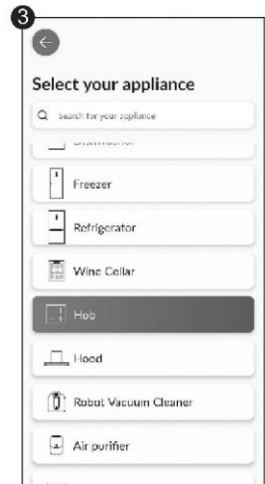 3
Select your appliance
Search for your appliance
Dishwasher
Freezer
Refrigerator
Wine Cellar
Hob
Hood
Robot Vacuum Cleaner
Air purifier